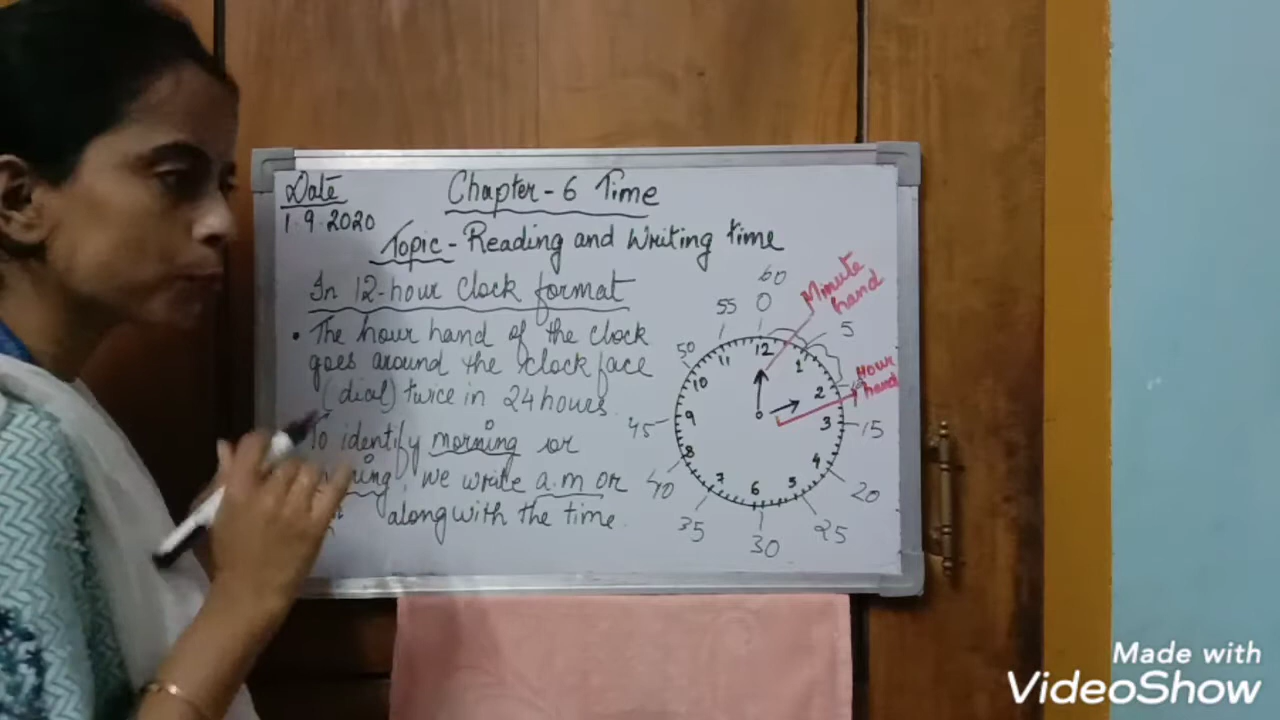 Date
1.9.2020
Chapter-6 Time
Topic - Reading and Writing time
In 12-hour Clock format
• The hour hand of the clock
goes around the clock face
(dial) twice in 24 hours.
To identify morning or
we write a.m or
along with the time
Minute
hand
Hour
hand
60
0
5
15
20
25
30
35
40
45
50
55
12
1
2
3
4
5
6
7
8
9
10
11
Made with
VideoShow